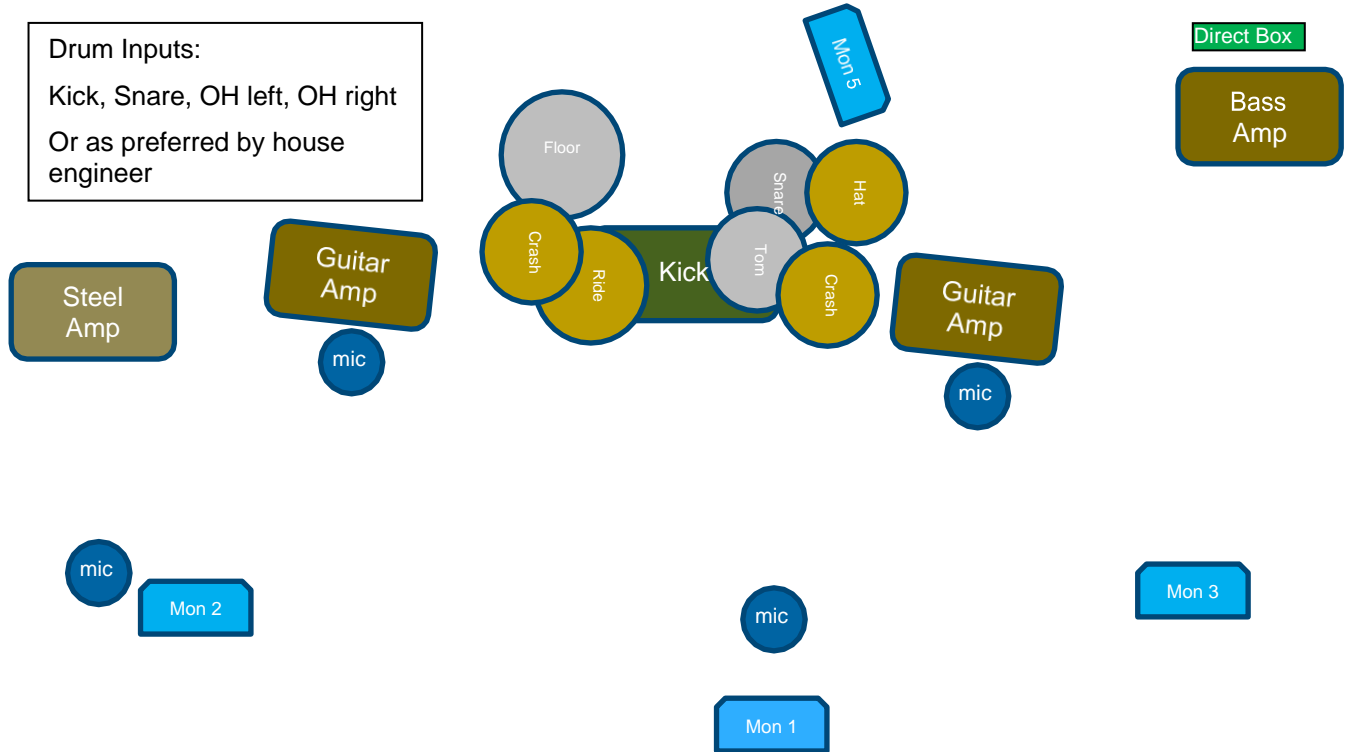 Drum Inputs:
Kick, Snare, OH left, OH right
Or as preferred by house
engineer
Mon 5
Direct Box
Bass
Amp
Floor
Snare
Hat
Crash
Ride
Kick
Tom
Crash
Guitar
Amp
Steel
Amp
Guitar
Amp
mic
mic
mic
Mon 2
mic
Mon 3
Mon 1